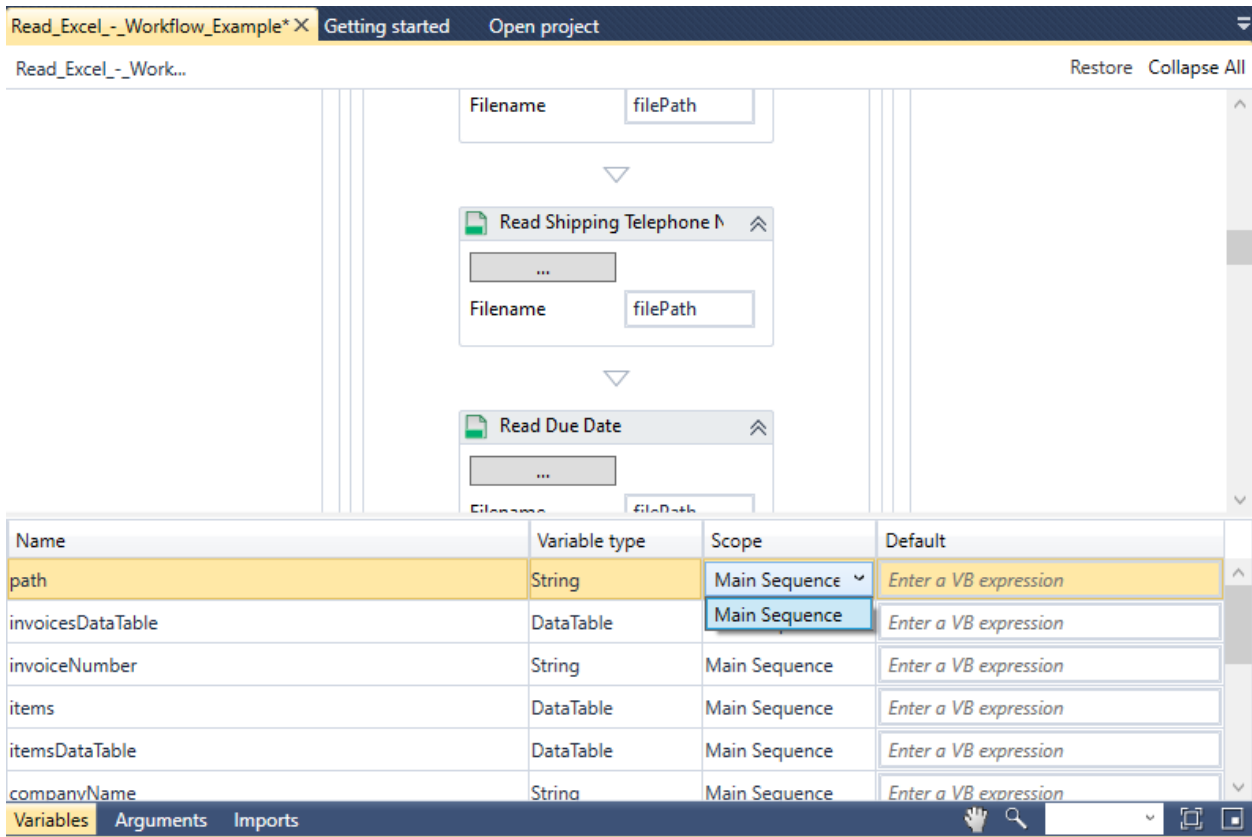 Read_Excel_-_Workflow_Example* Getting started Open project
Read_Excel_-_Work... Restore Collapse All
Filename filePath
Read Shipping Telephone N
...
Filename filePath
Read Due Date
...
Filename filePath
Name Variable type Scope Default
path String Main Sequence Enter a VB expression
Main Sequence
invoicesDataTable DataTable Enter a VB expression
invoiceNumber String Main Sequence Enter a VB expression
items DataTable Main Sequence Enter a VB expression
itemsDataTable DataTable Main Sequence Enter a VB expression
companyName String Main Sequence Enter a VB expression
Variables Arguments Imports